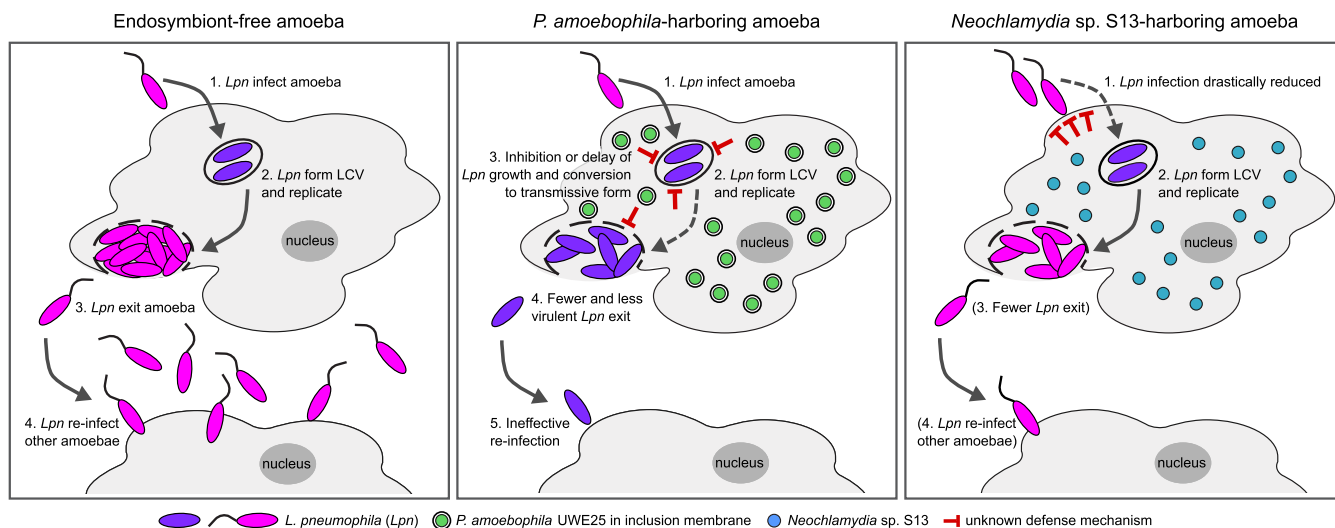 Endosymbiont-free amoeba
1. Lpn infect amoeba
2. Lpn form LCV
and replicate
nucleus
3. Lpn exit amoeba
4. Lpn re-infect
other amoebae
nucleus
P. amoebophila-harboring amoeba
1. Lpn infect amoeba
3. Inhibition or delay of
Lpn growth and conversion
to transmissive form
2. Lpn form LCV
and replicate
nucleus
4. Fewer and less
virulent Lpn exit
5. Ineffective
re-infection
nucleus
Neochlamydia sp. S13-harboring amoeba
1. Lpn infection drastically reduced
2. Lpn form LCV
and replicate
nucleus
(3. Fewer Lpn exit)
(4. Lpn re-infect
other amoebae)
nucleus
L. pneumophila (Lpn)
P. amoebophila UWE25 in inclusion membrane
Neochlamydia sp. S13
unknown defense mechanism